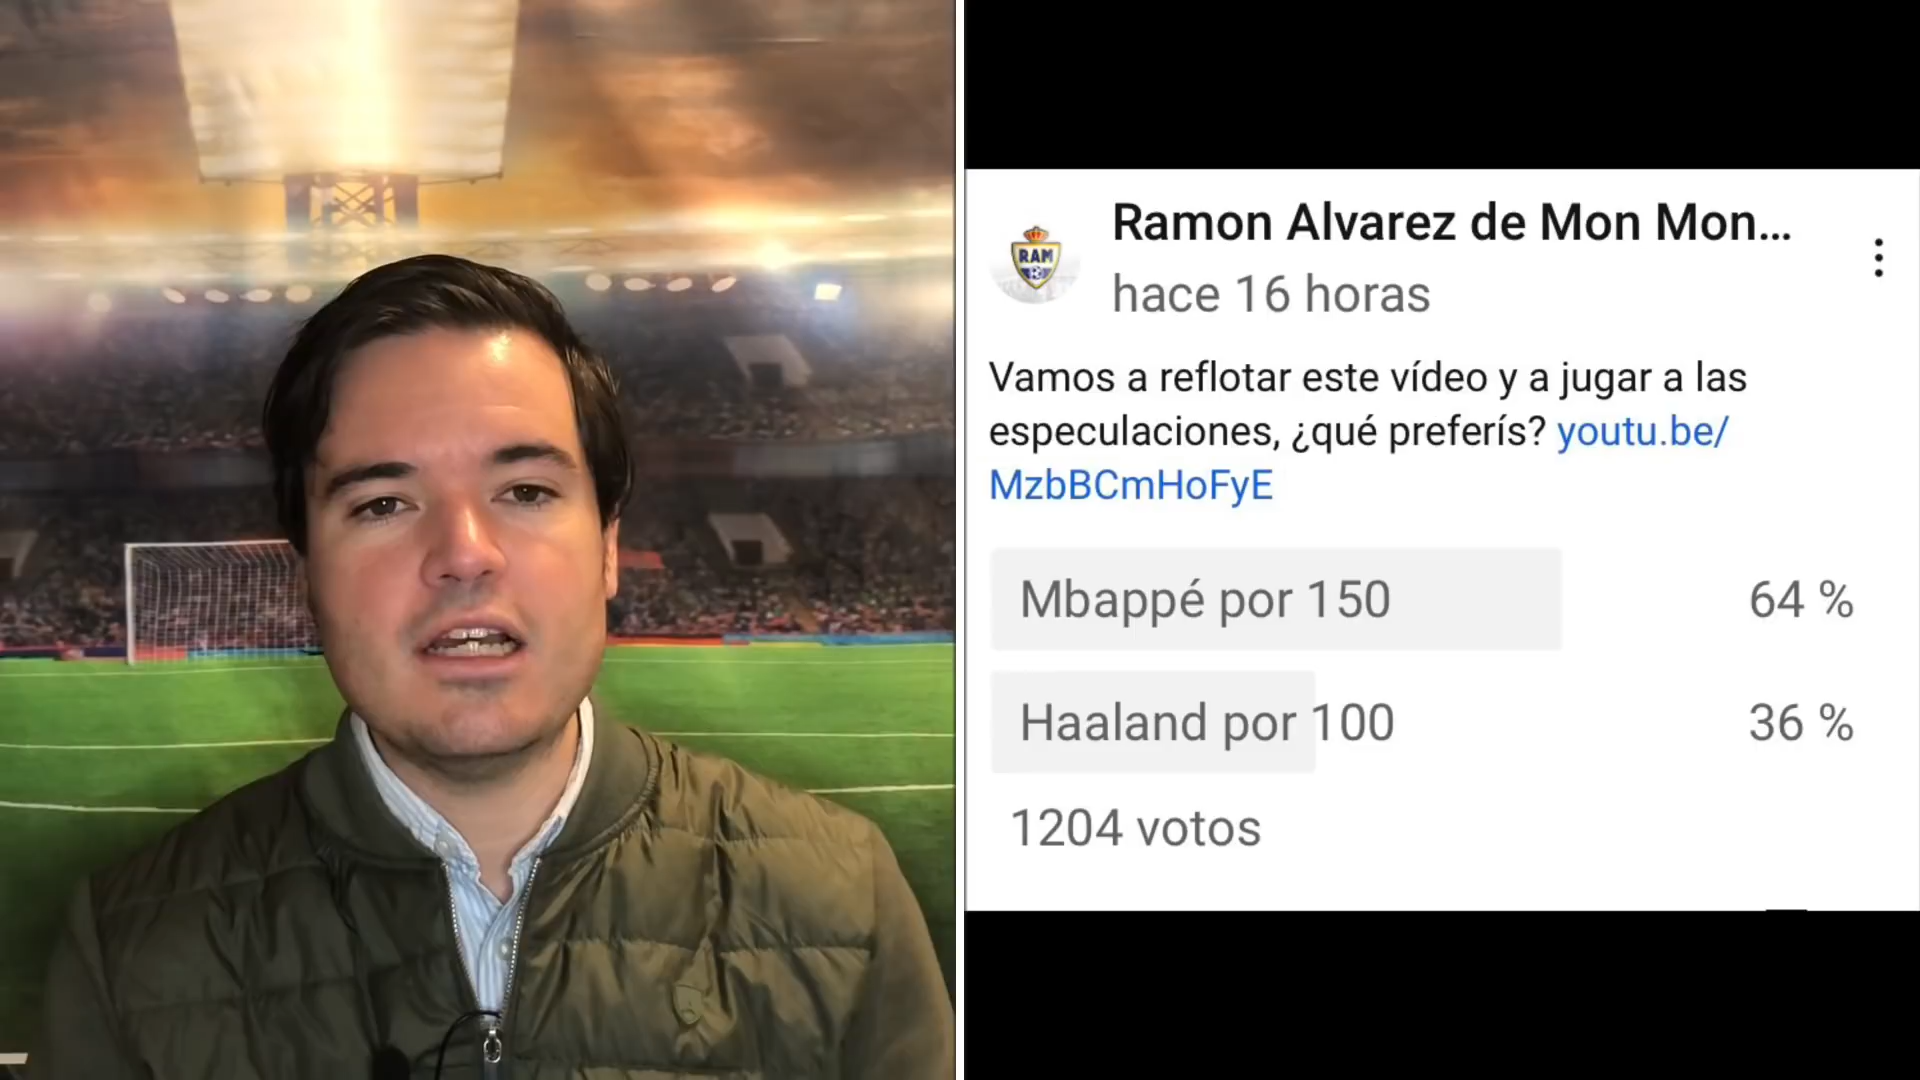 Ramon Alvarez de Mon Mon...
RAM
hace 16 horas
Vamos a reflotar este vídeo y a jugar a las
especulaciones, ¿qué preferís? youtu.be/
MzbBCmHoFyE
Mbappé por 150 64 %
Haaland por 100 36 %
1204 votos